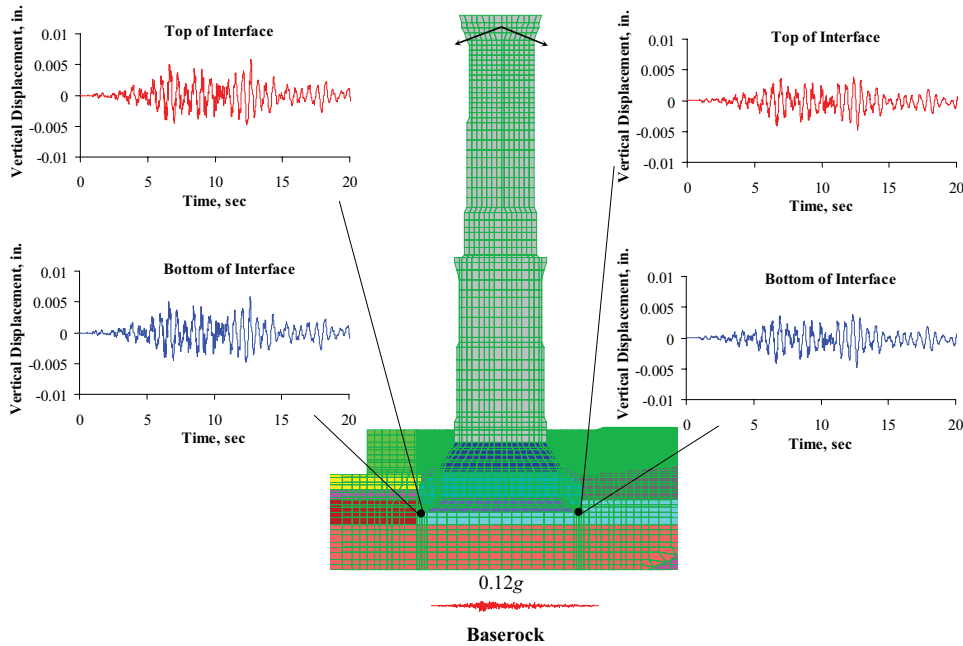 Top of Interface
Vertical Displacement, in.
0.01
0.005
0
-0.005
-0.01
0
5
10
15
20
Time, sec
Bottom of Interface
Vertical Displacement, in.
0.01
0.005
0
-0.005
-0.01
0
5
10
15
20
Time, sec
Top of Interface
Vertical Displacement, in.
0.01
0.005
0
-0.005
-0.01
0
5
10
15
20
Time, sec
Bottom of Interface
Vertical Displacement, in.
0.01
0.005
0
-0.005
-0.01
0
5
10
15
20
Time, sec
0.12g
Baserock